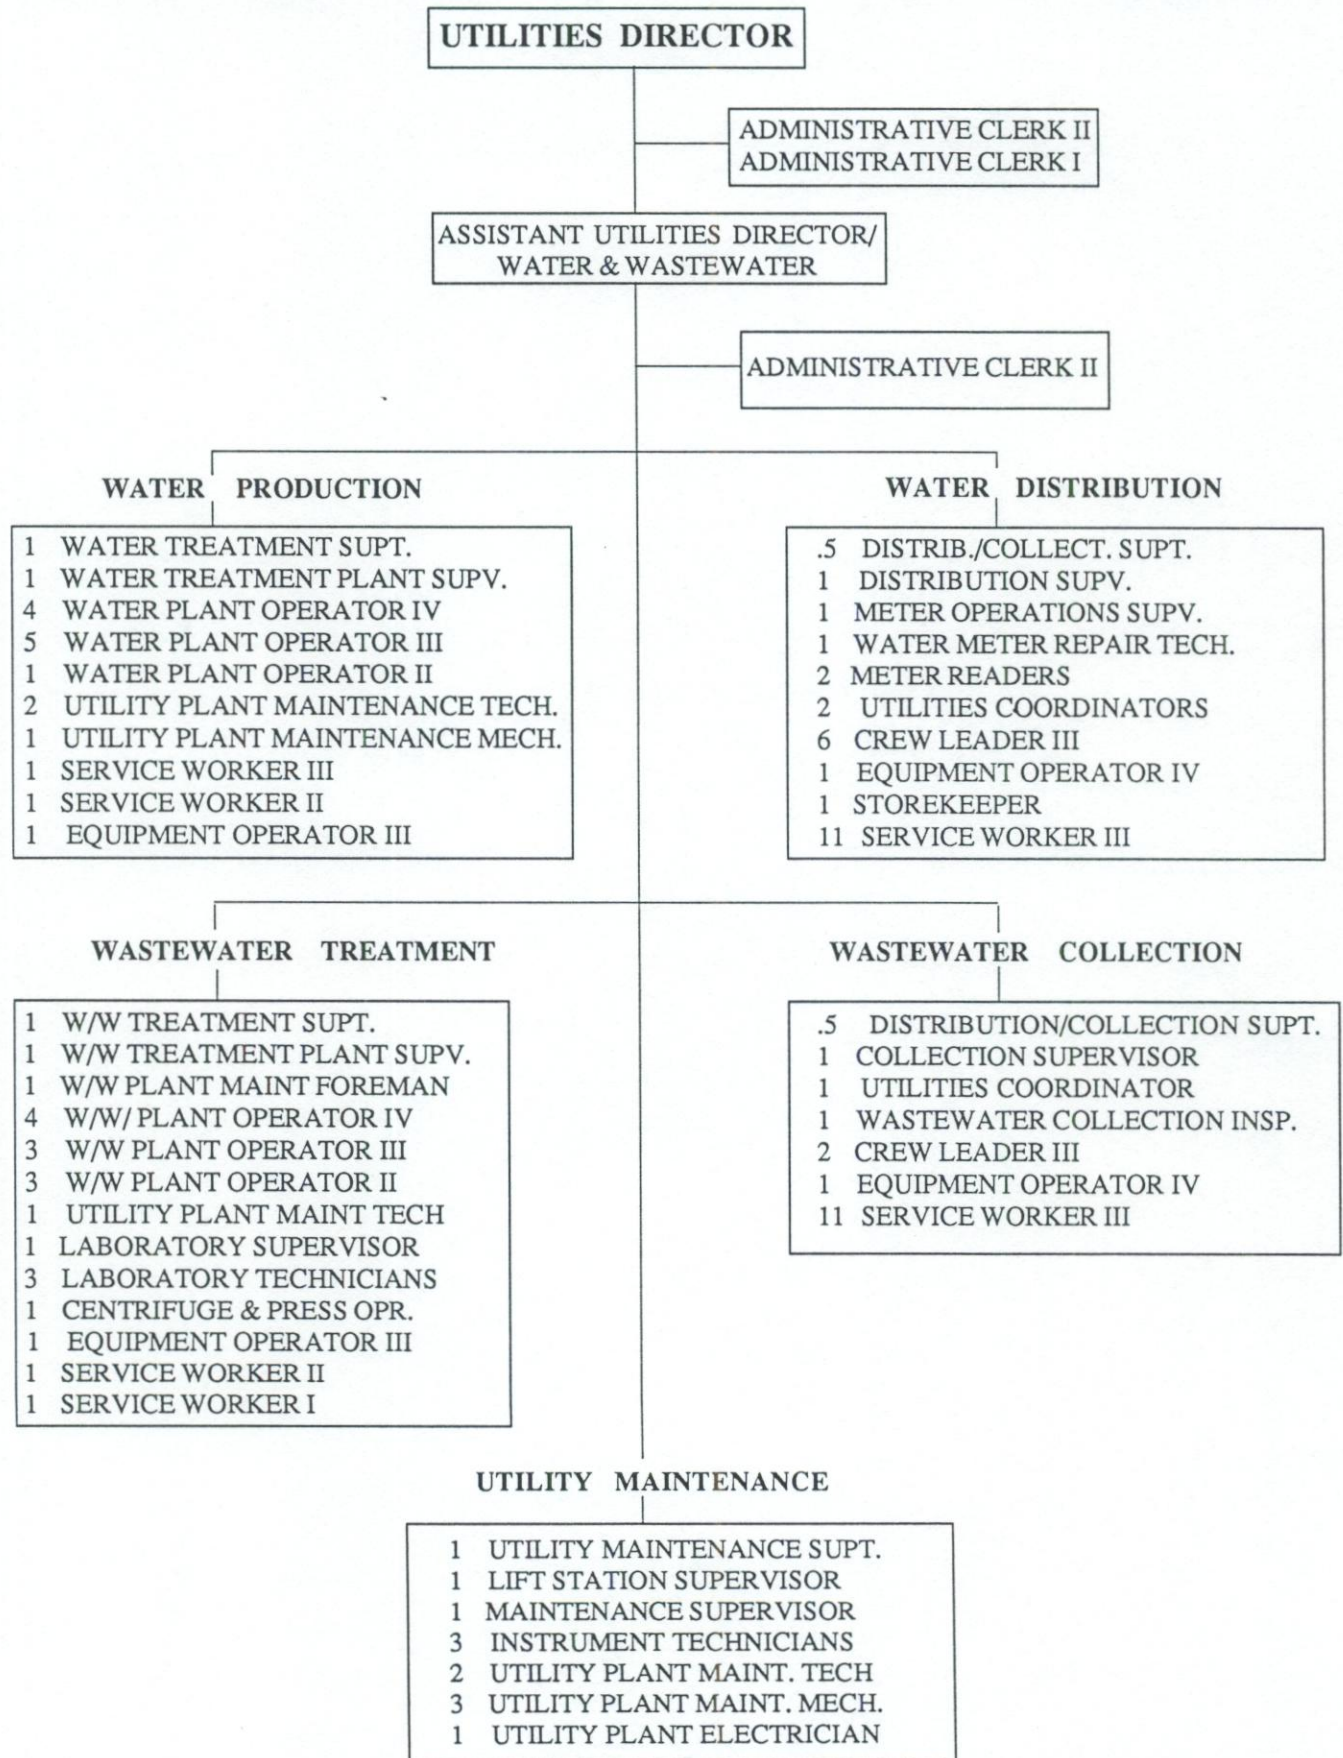 UTILITIES DIRECTOR
ADMINISTRATIVE CLERK II
ADMINISTRATIVE CLERK I
ASSISTANT UTILITIES DIRECTOR/
WATER & WASTEWATER
ADMINISTRATIVE CLERK II
WATER PRODUCTION
1 WATER TREATMENT SUPT.
1 WATER TREATMENT PLANT SUPV.
4 WATER PLANT OPERATOR IV
5 WATER PLANT OPERATOR III
1 WATER PLANT OPERATOR II
2 UTILITY PLANT MAINTENANCE TECH.
1 UTILITY PLANT MAINTENANCE MECH.
1 SERVICE WORKER III
1 SERVICE WORKER II
1 EQUIPMENT OPERATOR III
WATER DISTRIBUTION
.5 DISTRIB./COLLECT. SUPT.
1 DISTRIBUTION SUPV.
1 METER OPERATIONS SUPV.
1 WATER METER REPAIR TECH.
2 METER READERS
2 UTILITIES COORDINATORS
6 CREW LEADER III
1 EQUIPMENT OPERATOR IV
1 STOREKEEPER
11 SERVICE WORKER III
WASTEWATER TREATMENT
1 W/W TREATMENT SUPT.
1 W/W TREATMENT PLANT SUPV.
1 W/W PLANT MAINT FOREMAN
4 W/W/ PLANT OPERATOR IV
3 W/W PLANT OPERATOR III
3 W/W PLANT OPERATOR II
1 UTILITY PLANT MAINT TECH
1 LABORATORY SUPERVISOR
3 LABORATORY TECHNICIANS
1 CENTRIFUGE & PRESS OPR.
1 EQUIPMENT OPERATOR III
1 SERVICE WORKER II
1 SERVICE WORKER I
WASTEWATER COLLECTION
.5 DISTRIBUTION/COLLECTION SUPT.
1 COLLECTION SUPERVISOR
1 UTILITIES COORDINATOR
1 WASTEWATER COLLECTION INSP.
2 CREW LEADER III
1 EQUIPMENT OPERATOR IV
11 SERVICE WORKER III
UTILITY MAINTENANCE
1 UTILITY MAINTENANCE SUPT.
1 LIFT STATION SUPERVISOR
1 MAINTENANCE SUPERVISOR
3 INSTRUMENT TECHNICIANS
2 UTILITY PLANT MAINT. TECH
3 UTILITY PLANT MAINT. MECH.
1 UTILITY PLANT ELECTRICIAN